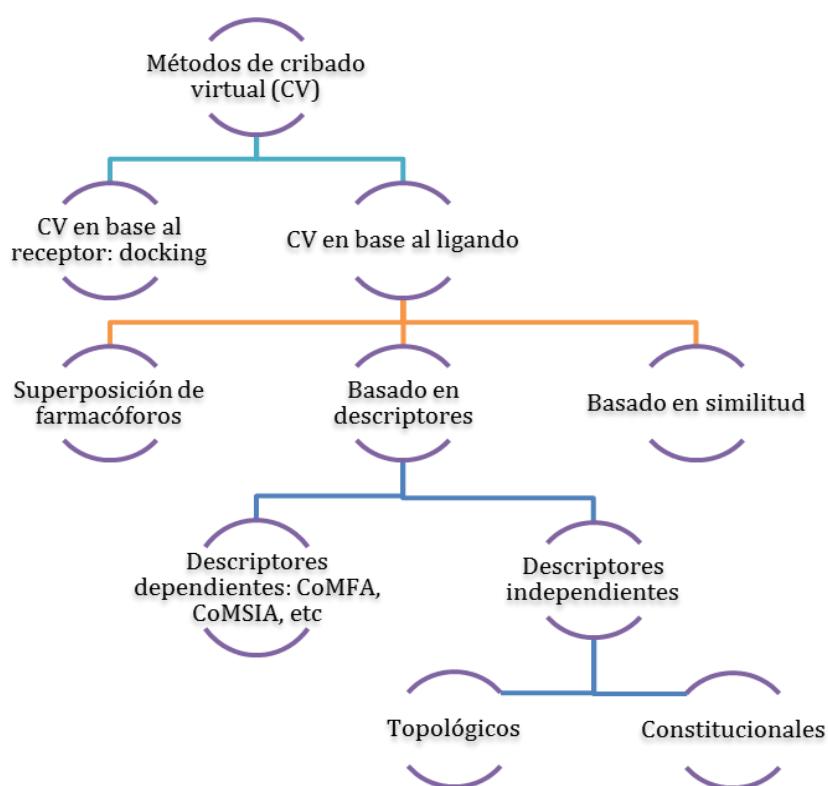 Métodos de cribado
virtual (CV)
CV en base al
receptor: docking
CV en base al ligando
Superposición de
farmacóforos
Basado en
descriptores
Basado en similitud
Descriptores
dependientes: CoMFA,
CoMSIA, etc
Descriptores
independientes
Topológicos
Constitucionales